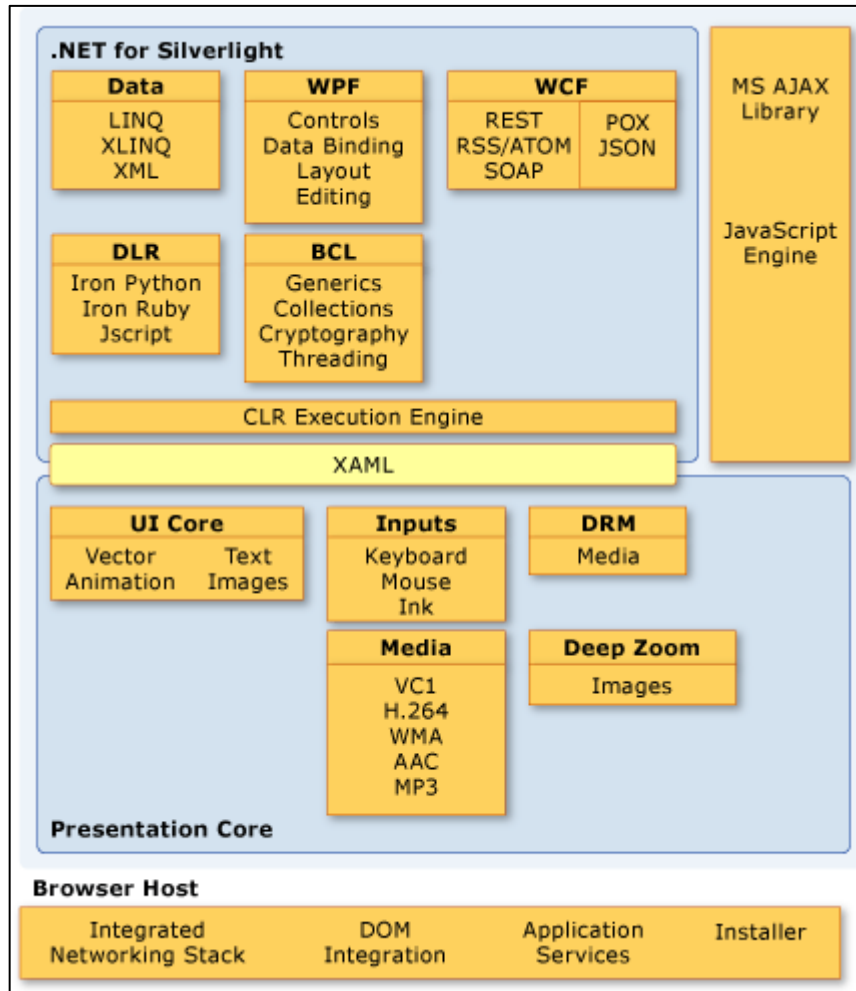 .NET for Silverlight
Data
LINQ
XLINQ
XML
WPF
Controls
Data Binding
Layout
Editing
WCF
REST
RSS/ATOM
SOAP
POX
JSON
MS AJAX
Library
JavaScript
Engine
DLR
Iron Python
Iron Ruby
Jscript
BCL
Generics
Collections
Cryptography
Threading
CLR Execution Engine
XAML
UI Core
Vector
Animation
Text
Images
Inputs
Keyboard
Mouse
Ink
DRM
Media
Media
VC1
H.264
WMA
AAC
MP3
Deep Zoom
Images
Presentation Core
Browser Host
Integrated
Networking Stack
DOM
Integration
Application
Services
Installer